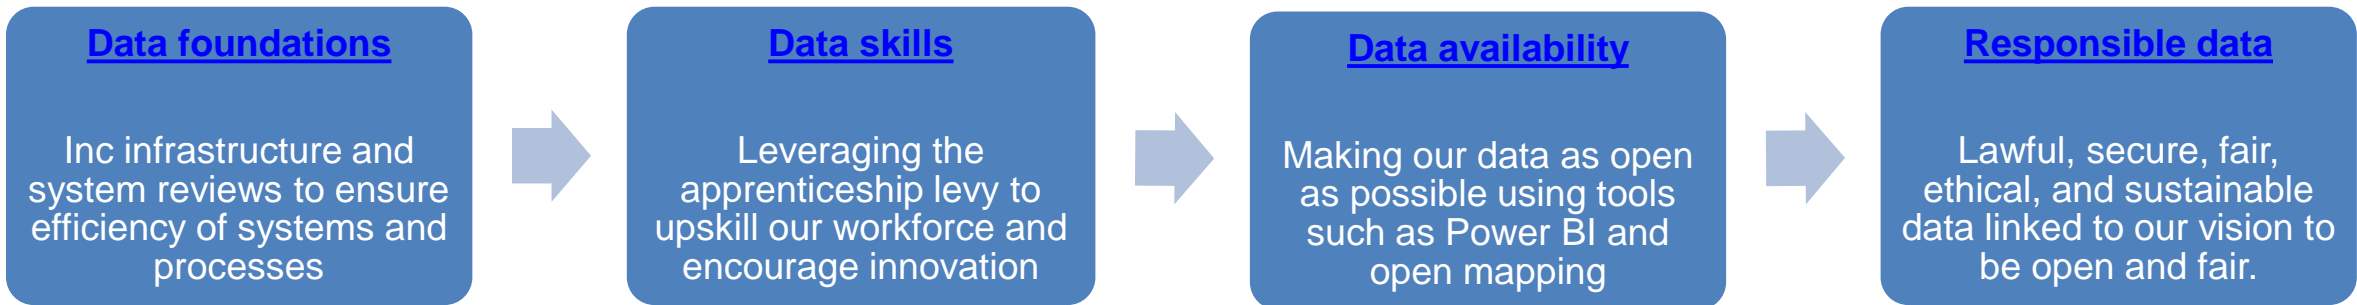 Data foundations
Inc infrastructure and
system reviews to ensure
efficiency of systems and
processes
Data skills
Leveraging the
apprenticeship levy to
upskill our workforce and
encourage innovation
Data availability
Making our data as open
as possible using tools
such as Power BI and
open mapping
Responsible data
Lawful, secure, fair,
ethical, and sustainable
data linked to our vision to
be open and fair.